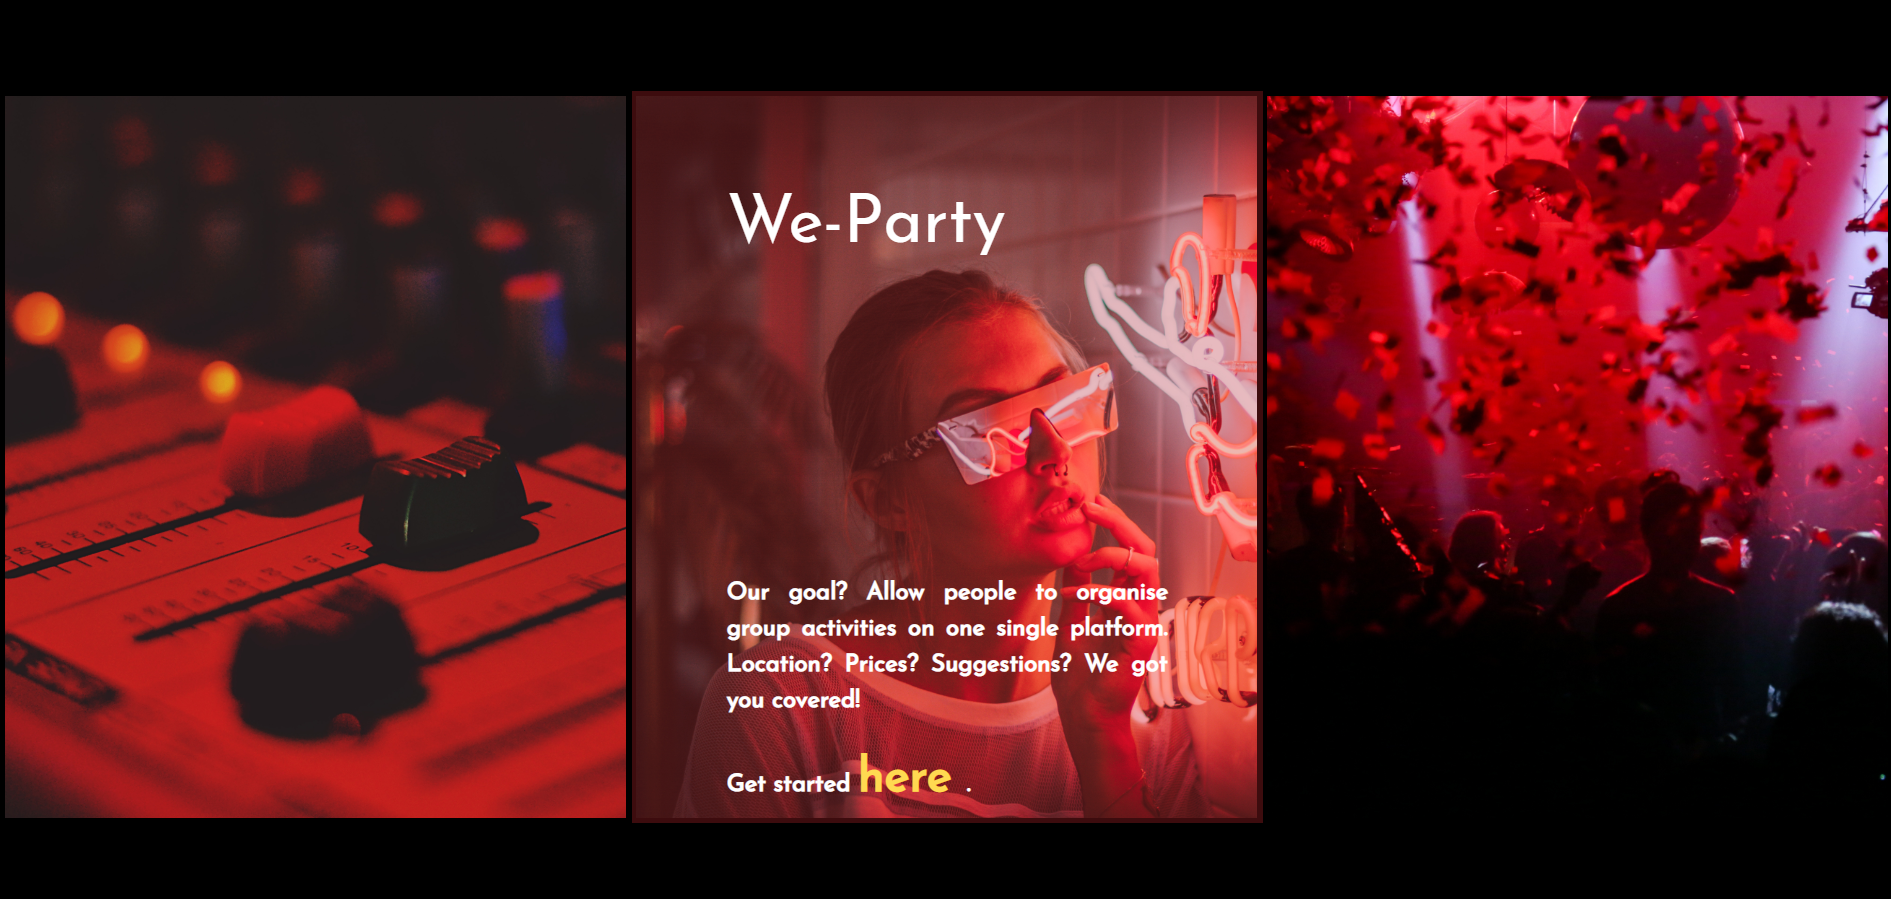 We-Party
Our goal? Allow people to organise
group activities on one single platform.
Location? Prices? Suggestions? We got
you covered!
Get started here .